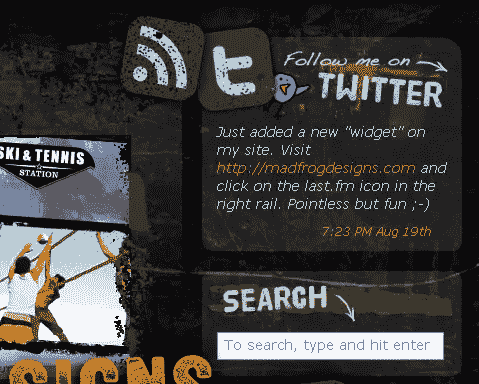 Follow me on
TWITTER
Just added a new "widget" on
my site. Visit
http://madfrogdesigns.com and
click on the last.fm icon in the
right rail. Pointless but fun ;-)
7:23 PM Aug 19th
SKI & TENNIS
STATION
SEARCH
To search, type and hit enter
SIGNS